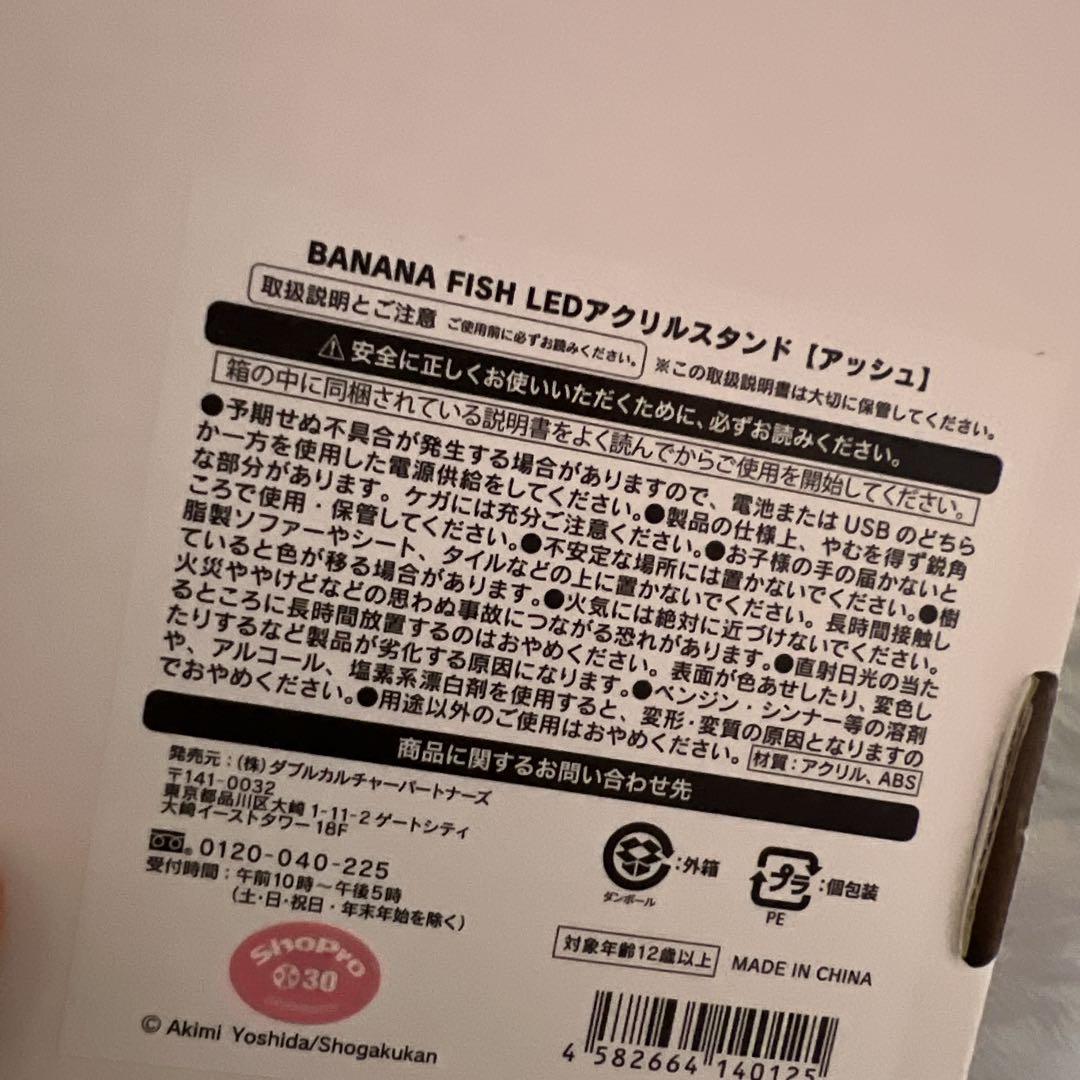 BANANA FISH LEDアクリルスタンド【アッシュ】
取扱説明とご注意 ご使用前に必ずお読みください。 ※この取扱説明書は大切に保管してください。
⚠安全に正しくお使いいただくために、必ずお読みください。
箱の中に同梱されている説明書をよく読んでからご使用を開始してください。
●予期せぬ不具合が発生する場合がありますので、電池またはUSBのどちら
か一方を使用した電源供給をしてください。●製品の仕様上、やむを得ず鋭角
な部分があります。ケガには充分ご注意ください。●お子様の手の届かないと
ころで使用・保管してください。●不安定な場所には置かないでください。●樹
脂製ソファーやシート、タイルなどの上に置かないでください。長時間接触し
ていると色が移る場合があります。●火気には絶対に近づけないでください。
火災ややけどなどの思わぬ事故につながる恐れがあります。●直射日光の当た
るところに長時間放置するのはおやめください。表面が色あせしたり、変色し
たりするなど製品が劣化する原因になります。●ベンジン・シンナー等の溶剤
や、アルコール、塩素系漂白剤を使用すると、変形・変質の原因となりますの
でおやめください。●用途以外のご使用はおやめください。 材質：アクリル、ABS
商品に関するお問い合わせ先
発売元：(株)ダブルカルチャーパートナーズ
〒141-0032
東京都品川区大崎1-11-2 ゲートシティ
大崎イーストタワー18F
0120-040-225
受付時間：午前10時～午後5時
(土・日・祝日・年末年始を除く)
ダンボール
：外箱
プラ
PE
：個包装
対象年齢12歳以上
MADE IN CHINA
ShoPro
30
© Akimi Yoshida/Shogakukan
4 582664 140125